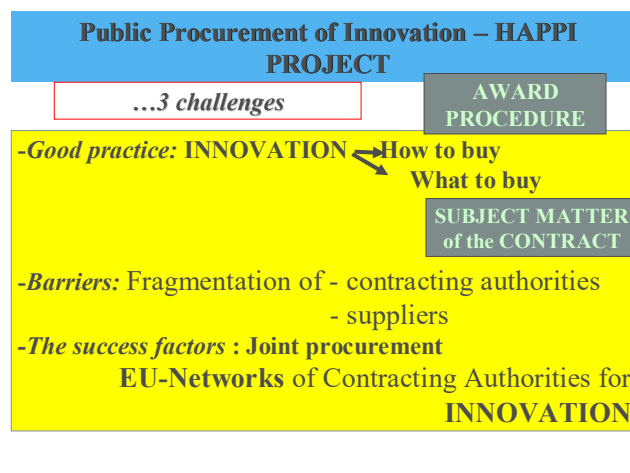 Public Procurement of Innovation – HAPPI
PROJECT
…3 challenges
AWARD
PROCEDURE
-Good practice: INNOVATION How to buy
What to buy
SUBJECT MATTER
of the CONTRACT
-Barriers: Fragmentation of - contracting authorities
- suppliers
-The success factors : Joint procurement
EU-Networks of Contracting Authorities for
INNOVATION